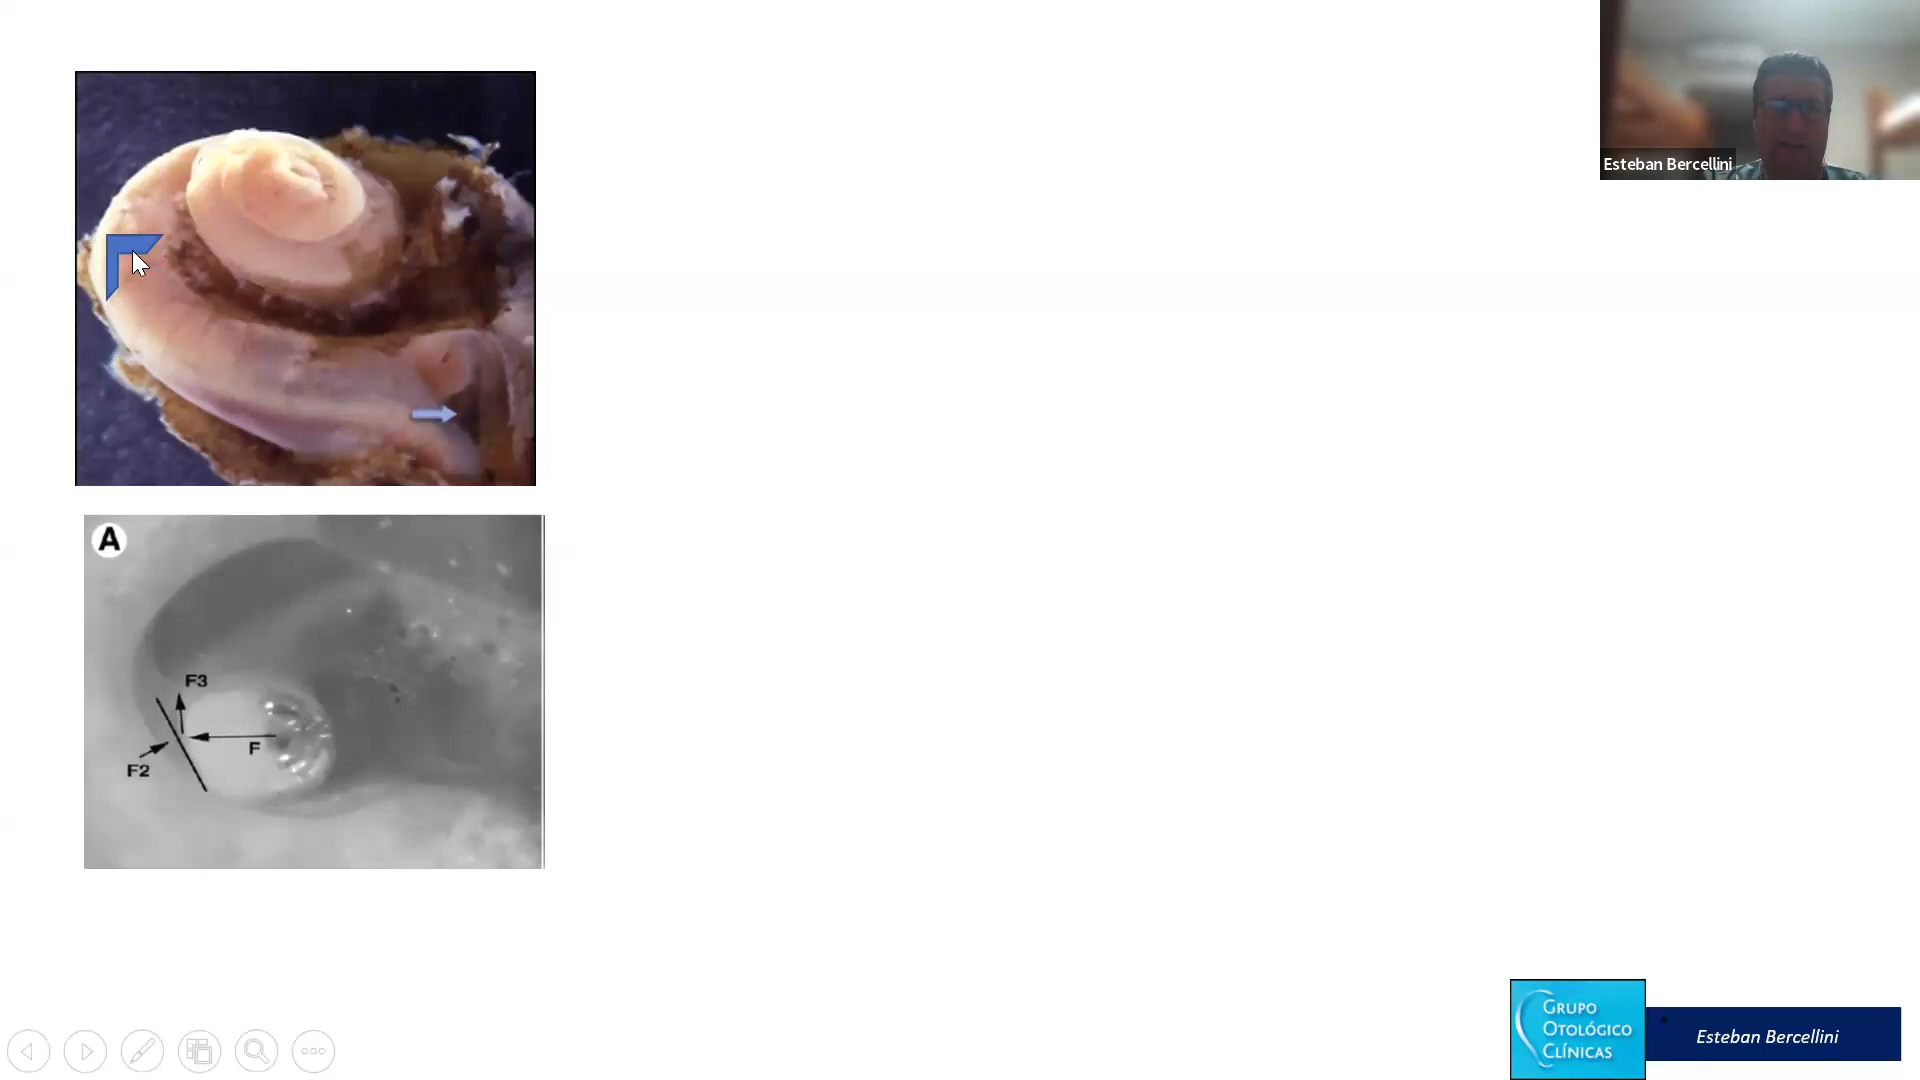 Esteban Bercellini
A
F3
F
F2
GRUPO
OTOLÓGICO
CLÍNICAS
Esteban Bercellini